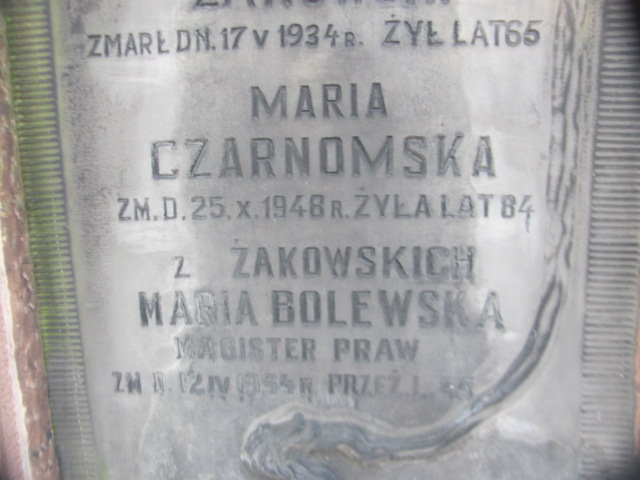 ZMARŁ DN. 17 V 1934 R. ŻYŁ LAT 65
MARIA
CZARNOMSKA
ZM. D. 25. X. 1948 R. ŻYŁA LAT 84
Z ŻAKOWSKICH
MARIA BOLEWSKA
MAGISTER PRAW
ZM D. 12 IV 1954 R PRZEŻ. L.